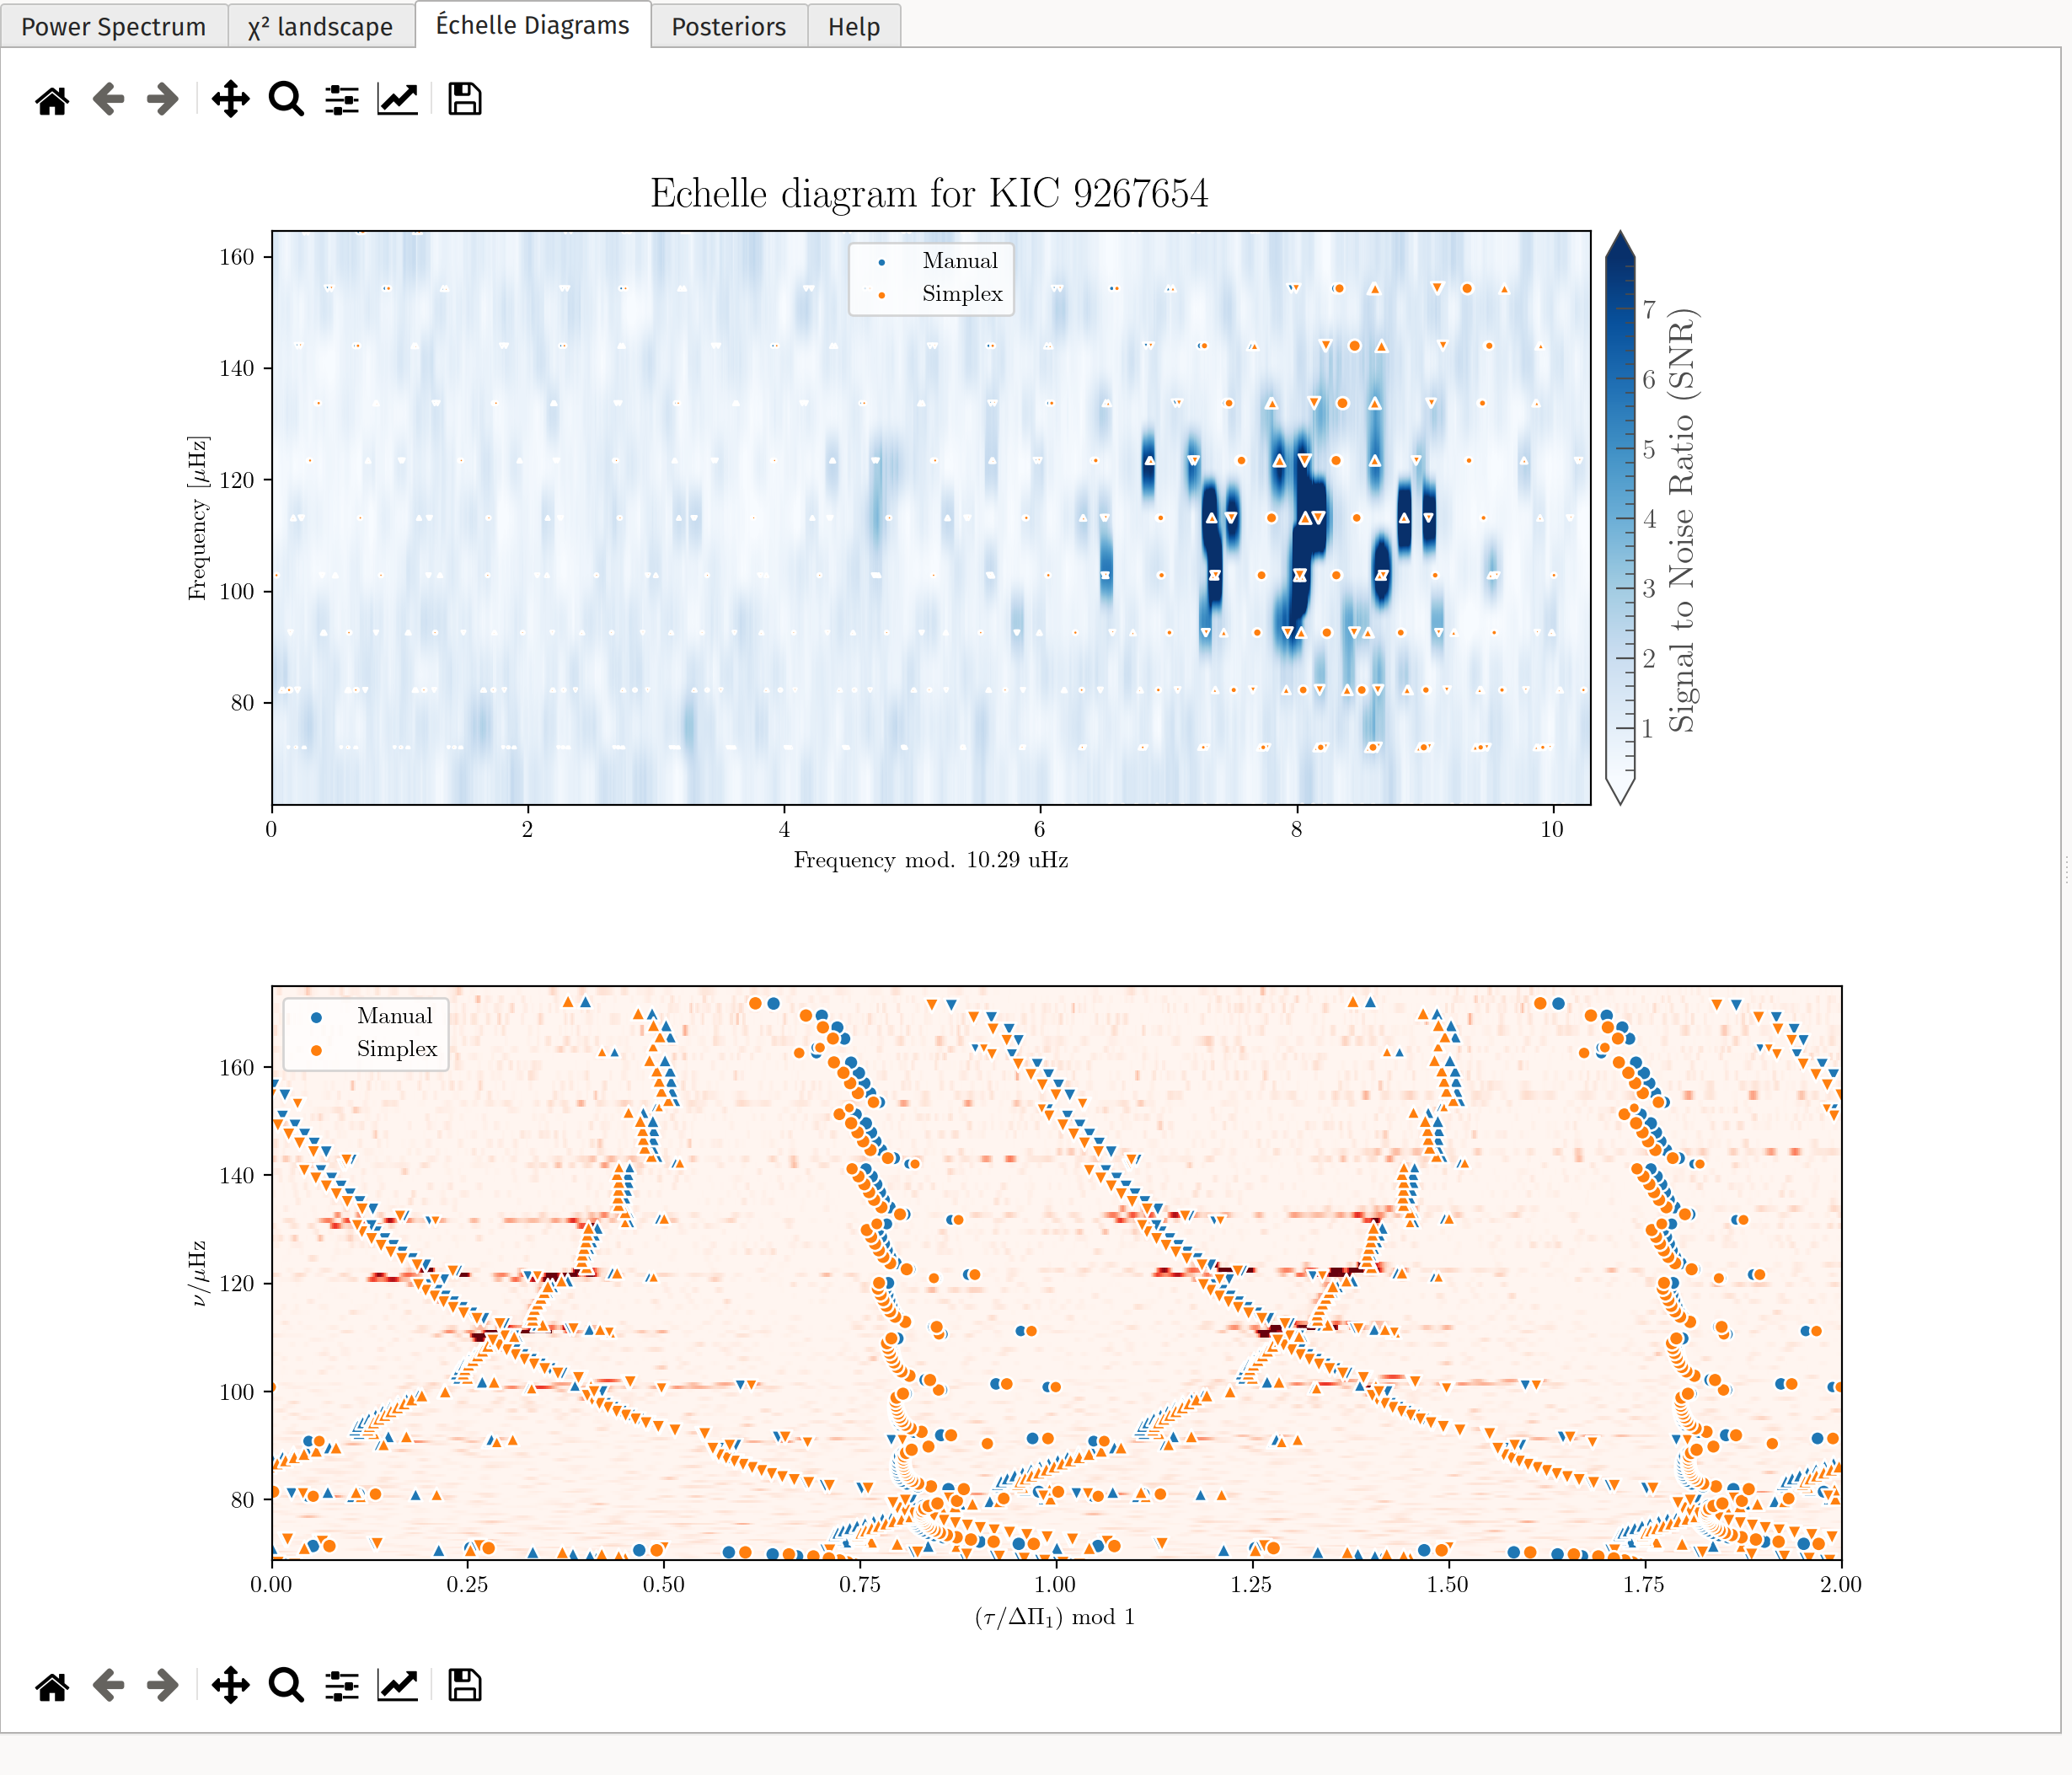 Power Spectrum
χ² landscape
Échelle Diagrams
Posteriors
Help
Echelle diagram for KIC 9267654
Manual
Simplex
160
140
120
100
80
Frequency [μHz]
0
2
4
6
8
10
Frequency mod. 10.29 uHz
7
6
5
4
3
2
1
Signal to Noise Ratio (SNR)
Manual
Simplex
160
140
120
100
80
ν/μHz
0.00
0.25
0.50
0.75
1.00
1.25
1.50
1.75
2.00
(τ/ΔΠ₁) mod 1